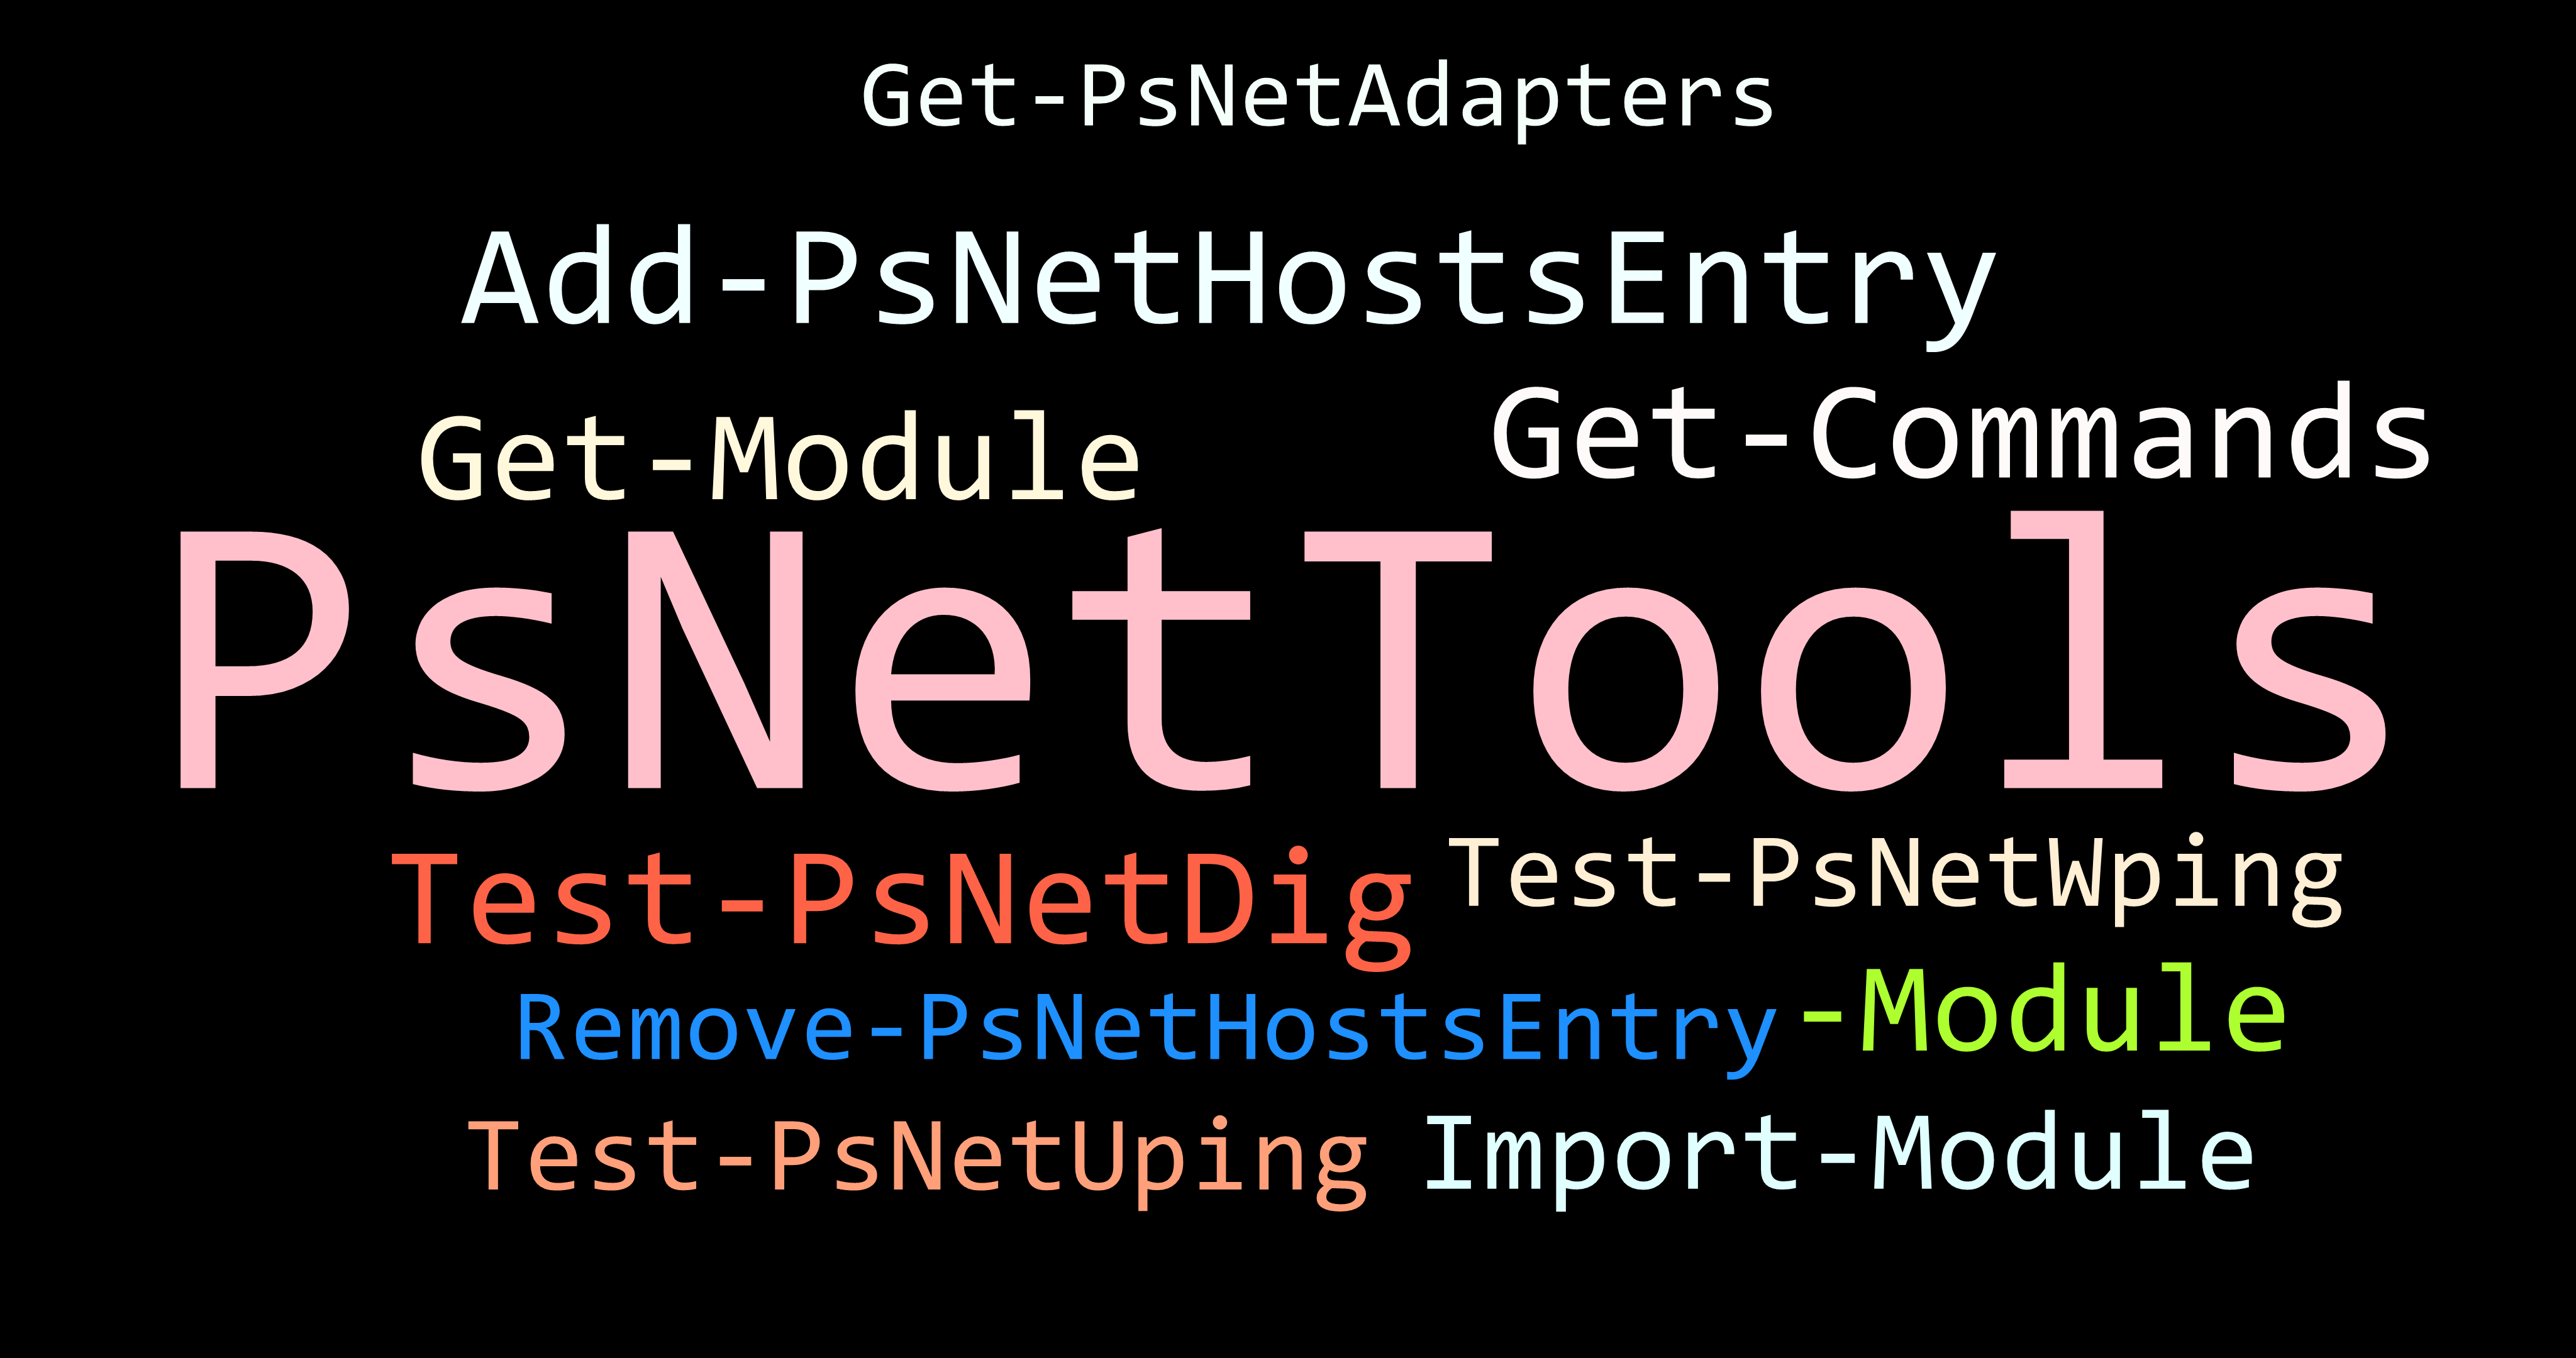 Get-PsNetAdapters
Add-PsNetHostsEntry
Get-Module
Get-Commands
PsNetTools
Test-PsNetDig
Test-PsNetWping
Remove-PsNetHostsEntry
-Module
Test-PsNetUping
Import-Module